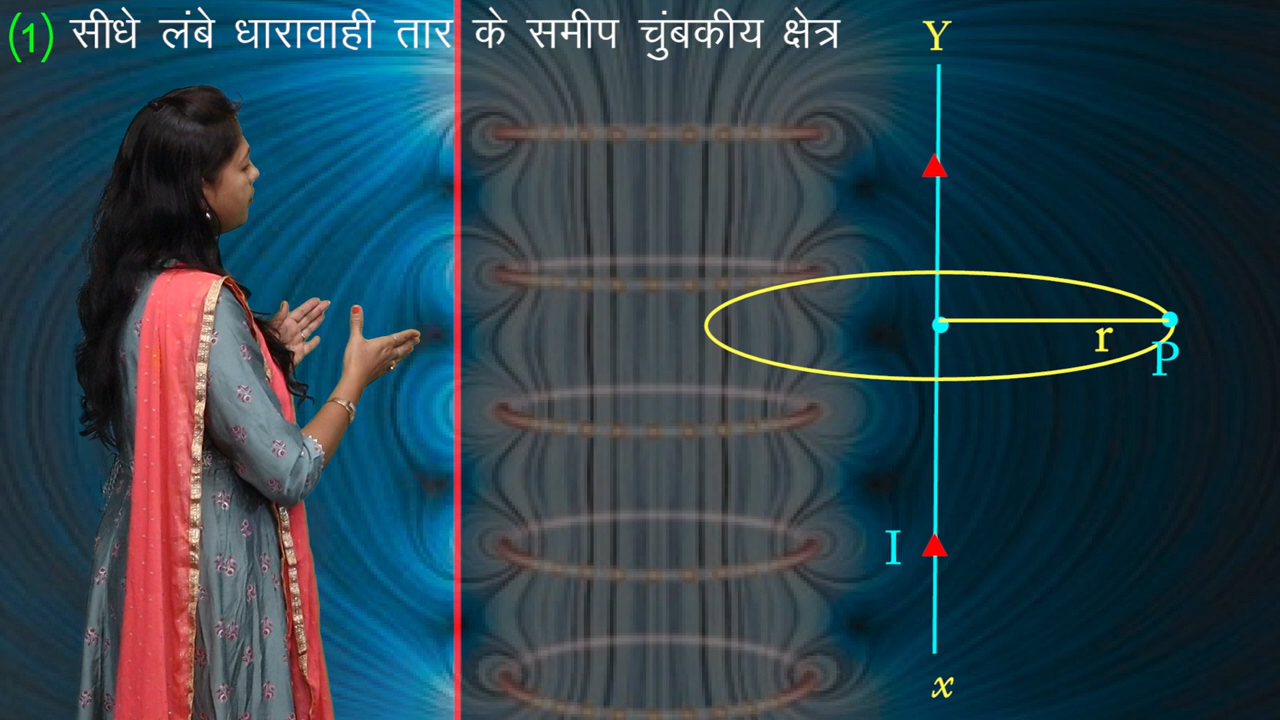 (1) सीधे लंबे धारावाही तार के समीप चुंबकीय क्षेत्र
Y
r
P
I
x